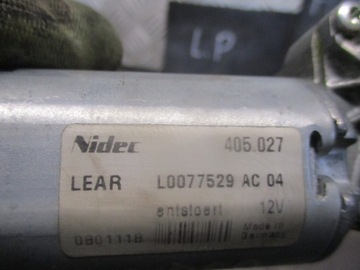 LP
Nidec 405.027
LEAR L0077529 AC 04
entstoert 12V
0801118 Made in
Germany